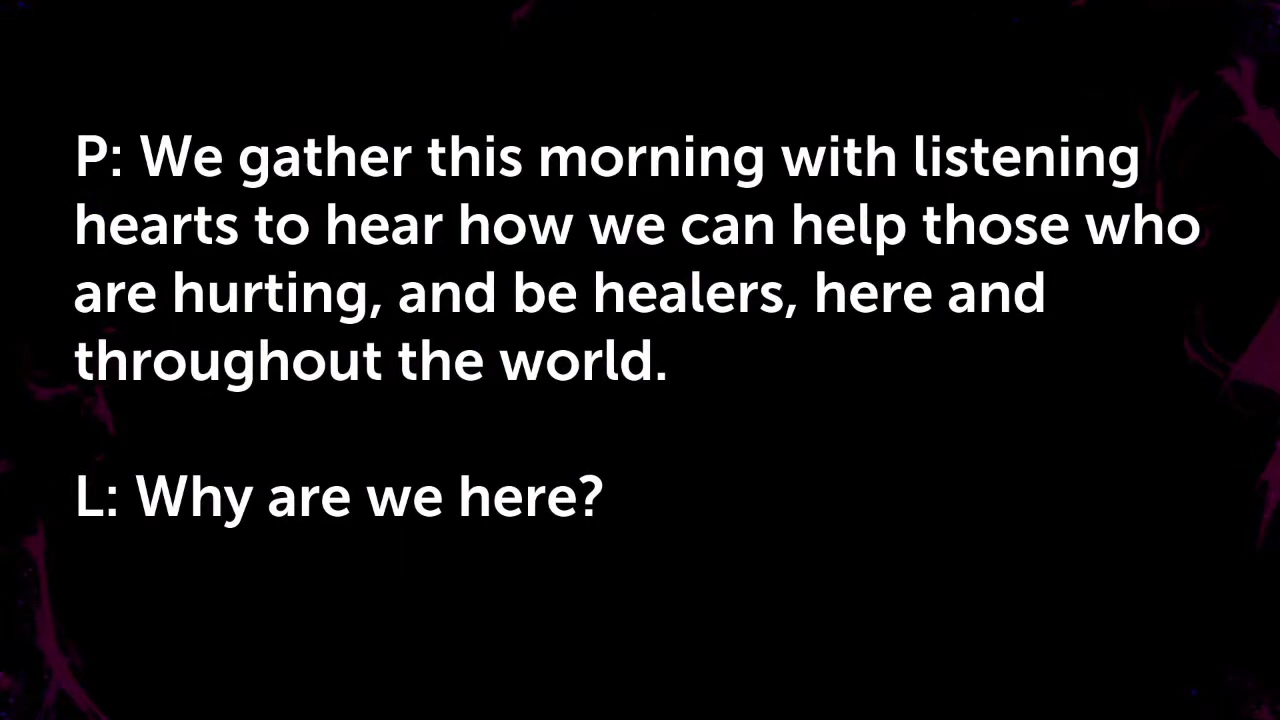 P: We gather this morning with listening
hearts to hear how we can help those who
are hurting, and be healers, here and
throughout the world.
L: Why are we here?